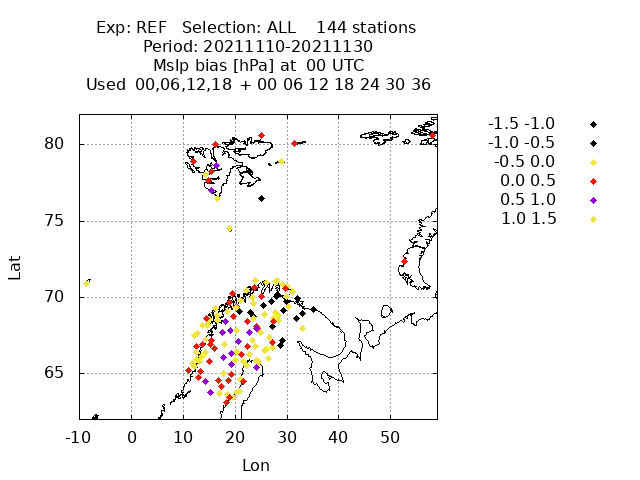 Exp: REF Selection: ALL 144 stations
Period: 20211110-20211130
Mslp bias [hPa] at 00 UTC
Used 00,06,12,18 + 00 06 12 18 24 30 36
-1.5 -1.0
-1.0 -0.5
-0.5 0.0
0.0 0.5
0.5 1.0
1.0 1.5
80
75
70
65
Lat
-10 0 10 20 30 40 50
Lon